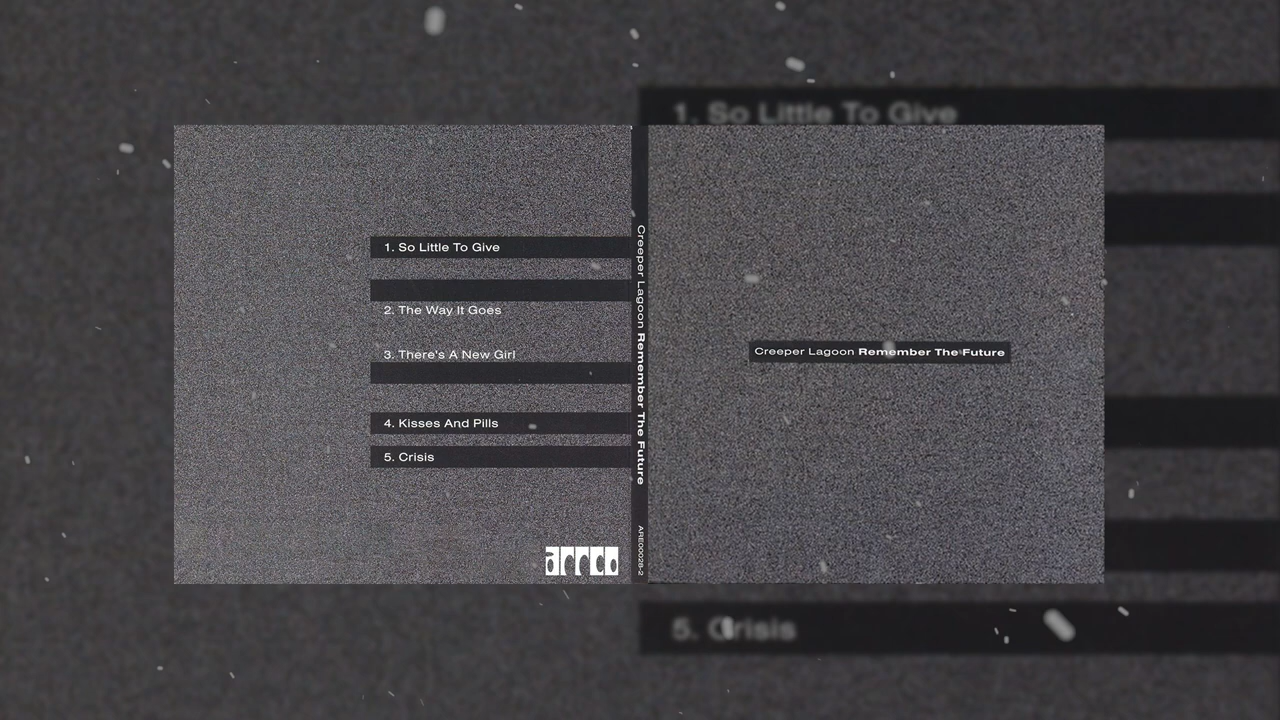 1. So Little To Give
1. So Little To Give
2. The Way It Goes
3. There's A New Girl
4. Kisses And Pills
5. Crisis
arrco
Creeper Lagoon Remember The Future
ARE00028-2
Creeper Lagoon Remember The Future
5. Crisis